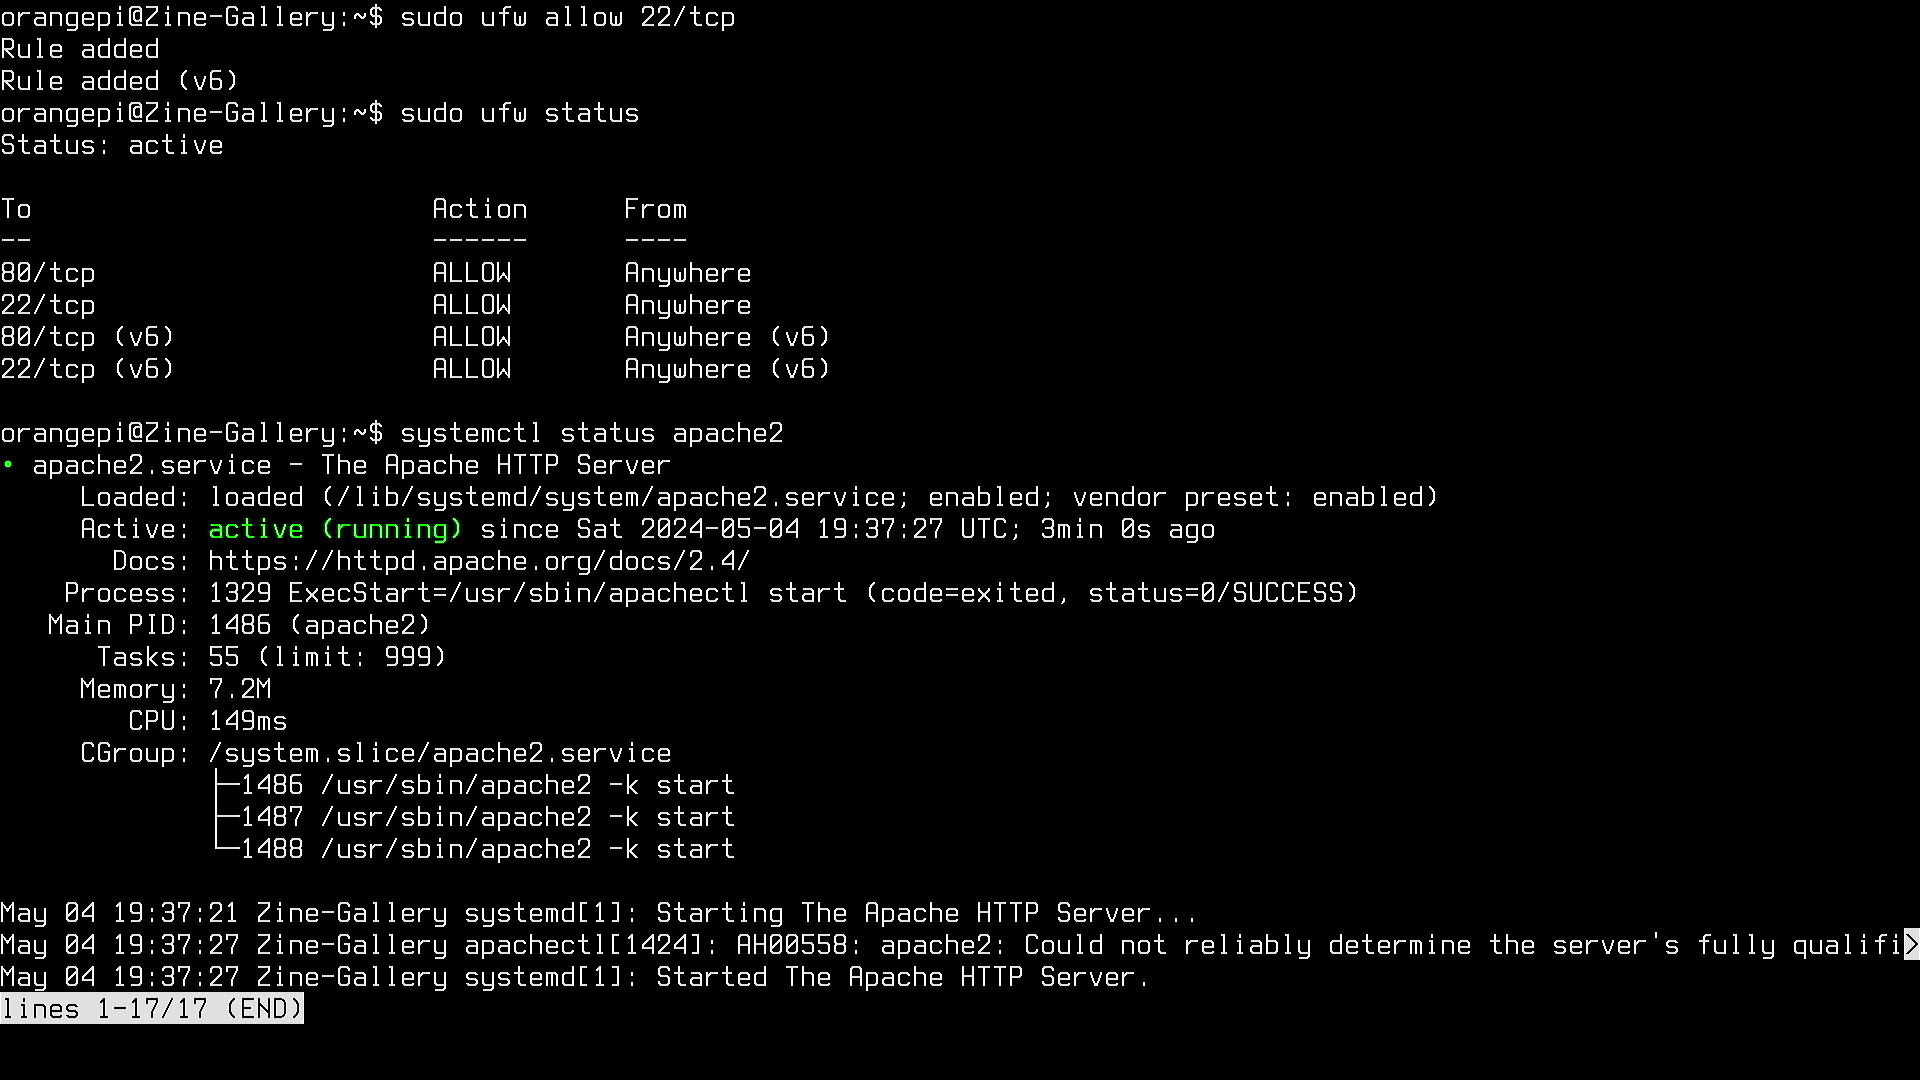 orangepi@Zine-Gallery:~$ sudo ufw allow 22/tcp
Rule added
Rule added (v6)
orangepi@Zine-Gallery:~$ sudo ufw status
Status: active
To                         Action      From
--                         ------      ----
80/tcp                     ALLOW       Anywhere
22/tcp                     ALLOW       Anywhere
80/tcp (v6)                ALLOW       Anywhere (v6)
22/tcp (v6)                ALLOW       Anywhere (v6)
orangepi@Zine-Gallery:~$ systemctl status apache2
• apache2.service - The Apache HTTP Server
     Loaded: loaded (/lib/systemd/system/apache2.service; enabled; vendor preset: enabled)
     Active: active (running) since Sat 2024-05-04 19:37:27 UTC; 3min 0s ago
       Docs: https://httpd.apache.org/docs/2.4/
    Process: 1329 ExecStart=/usr/sbin/apachectl start (code=exited, status=0/SUCCESS)
   Main PID: 1486 (apache2)
      Tasks: 55 (limit: 999)
     Memory: 7.2M
        CPU: 149ms
     CGroup: /system.slice/apache2.service
             ├─1486 /usr/sbin/apache2 -k start
             ├─1487 /usr/sbin/apache2 -k start
             └─1488 /usr/sbin/apache2 -k start
May 04 19:37:21 Zine-Gallery systemd[1]: Starting The Apache HTTP Server...
May 04 19:37:27 Zine-Gallery apachectl[1424]: AH00558: apache2: Could not reliably determine the server's fully qualifi>
May 04 19:37:27 Zine-Gallery systemd[1]: Started The Apache HTTP Server.
lines 1-17/17 (END)